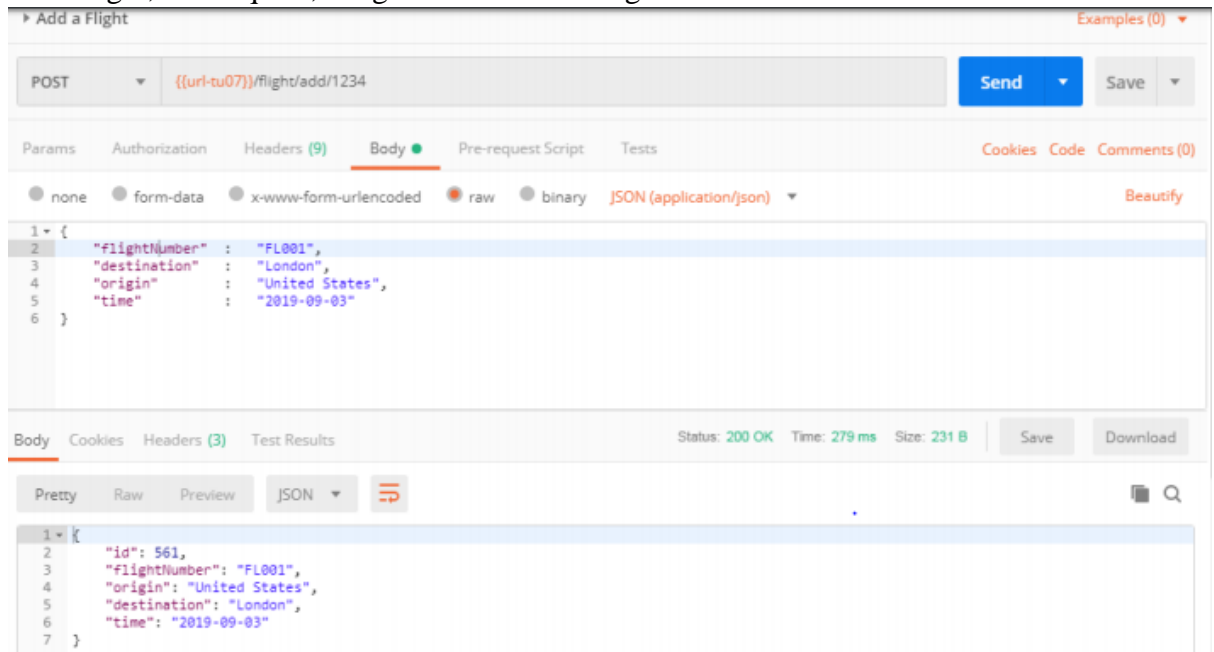 Add a Flight Examples (0)
POST {{url-tu07}}/flight/add/1234 Send Save
Params Authorization Headers (9) Body Pre-request Script Tests Cookies Code Comments (0)
none form-data x-www-form-urlencoded raw binary JSON (application/json) Beautify
1 {
2 "flightNumber" : "FL001",
3 "destination" : "London",
4 "origin" : "United States",
5 "time" : "2019-09-03"
6 }
Body Cookies Headers (3) Test Results Status: 200 OK Time: 279 ms Size: 231 B Save Download
Pretty Raw Preview JSON
1 {
2 "id": 561,
3 "flightNumber": "FL001",
4 "origin": "United States",
5 "destination": "London",
6 "time": "2019-09-03"
7 }